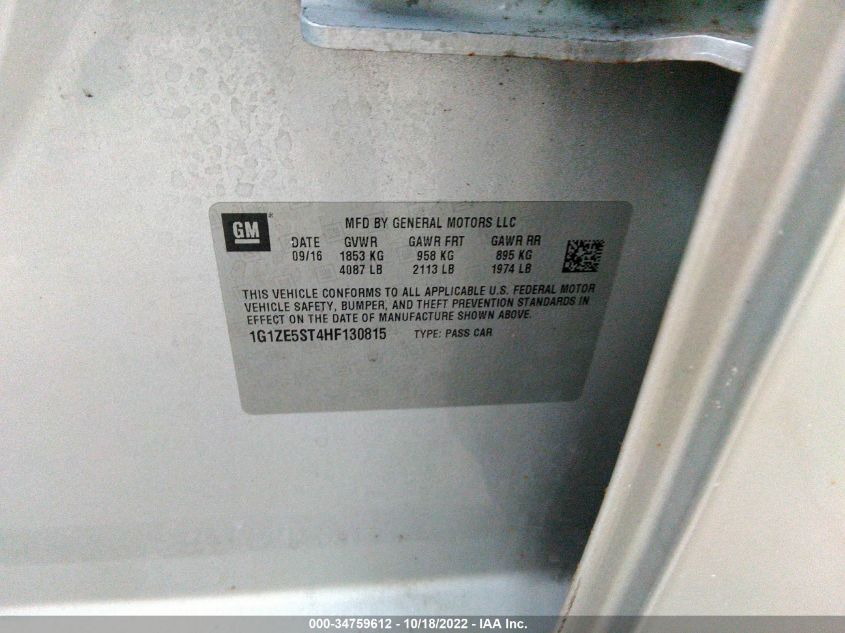 GM
MFD BY GENERAL MOTORS LLC
DATE GVWR GAWR FRT GAWR RR
09/16 1853 KG 958 KG 895 KG
4087 LB 2113 LB 1974 LB
THIS VEHICLE CONFORMS TO ALL APPLICABLE U.S. FEDERAL MOTOR
VEHICLE SAFETY, BUMPER, AND THEFT PREVENTION STANDARDS IN
EFFECT ON THE DATE OF MANUFACTURE SHOWN ABOVE.
1G1ZE5ST4HF130815 TYPE: PASS CAR
000-34759612 - 10/18/2022 - IAA Inc.